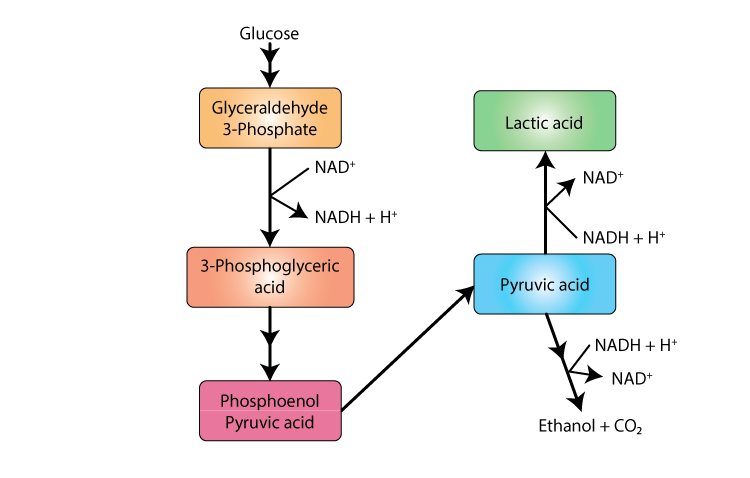 Glucose
Glyceraldehyde
3-Phosphate
NAD⁺
NADH + H⁺
3-Phosphoglyceric
acid
Phosphoenol
Pyruvic acid
Lactic acid
NAD⁺
NADH + H⁺
Pyruvic acid
NADH + H⁺
NAD⁺
Ethanol + CO₂